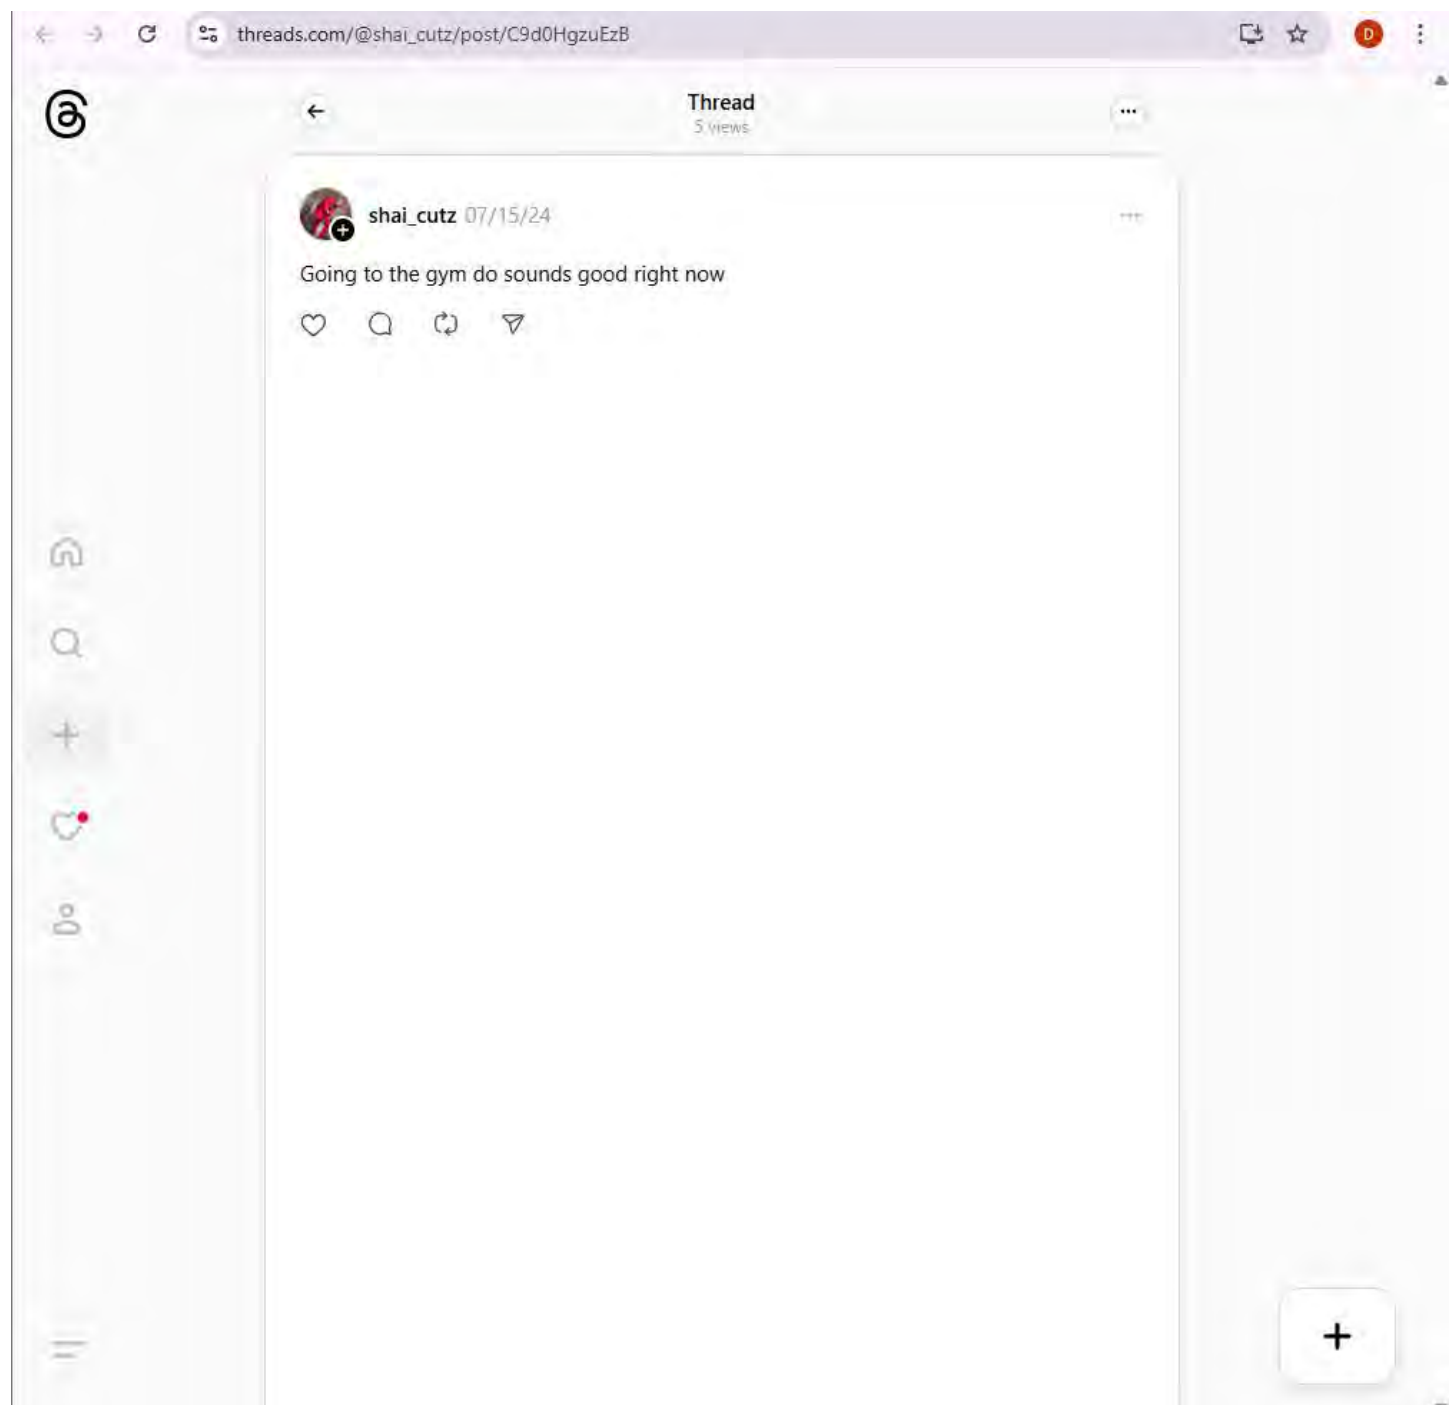 threads.com/@shai_cutz/post/C9d0HgzuEzB
D
Thread
5 views
shai_cutz 07/15/24
Going to the gym do sounds good right now